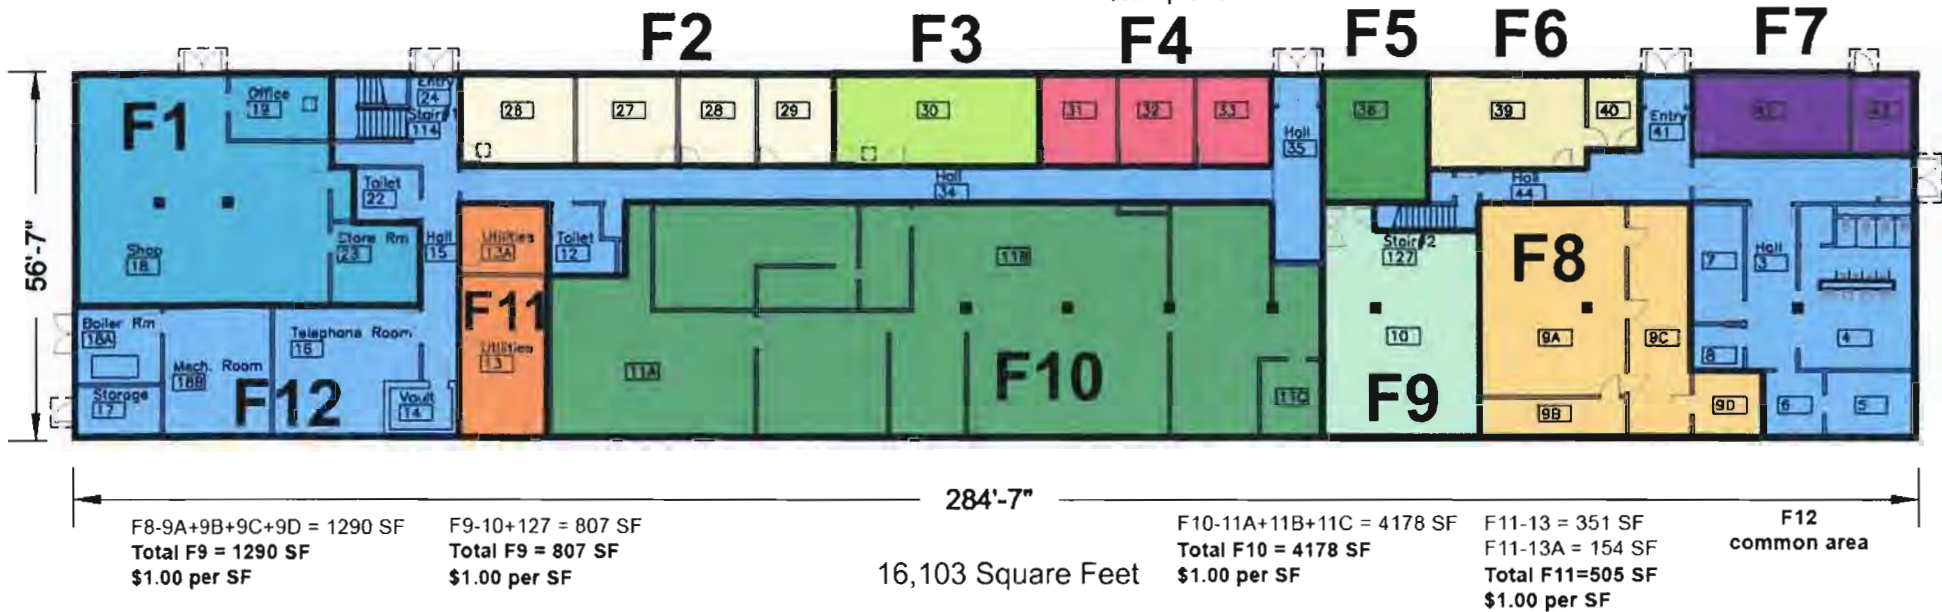 F2
F3
F4
F5
F6
F7
F1
Office
19
Entry
24
Stair#1
114
26
27
28
29
30
31
32
33
Hall
35
38
39
40
Entry
41
42
43
56'-7"
Toilet
22
Hall
34
Hall
44
Shop
18
Store Rm
23
Hall
15
Utilities
13A
Toilet
12
11B
Stair#2
127
F8
7
Hall
3
F11
Boiler Rm
18A
Mech. Room
18B
Telephone Room
16
Utilities
13
11A
F10
10
9A
9C
8
4
Storage
17
F12
Vault
14
11C
F9
9B
9D
6
5
284'-7"
F8-9A+9B+9C+9D = 1290 SF
Total F9 = 1290 SF
$1.00 per SF
F9-10+127 = 807 SF
Total F9 = 807 SF
$1.00 per SF
16,103 Square Feet
F10-11A+11B+11C = 4178 SF
Total F10 = 4178 SF
$1.00 per SF
F11-13 = 351 SF
F11-13A = 154 SF
Total F11=505 SF
$1.00 per SF
F12
common area